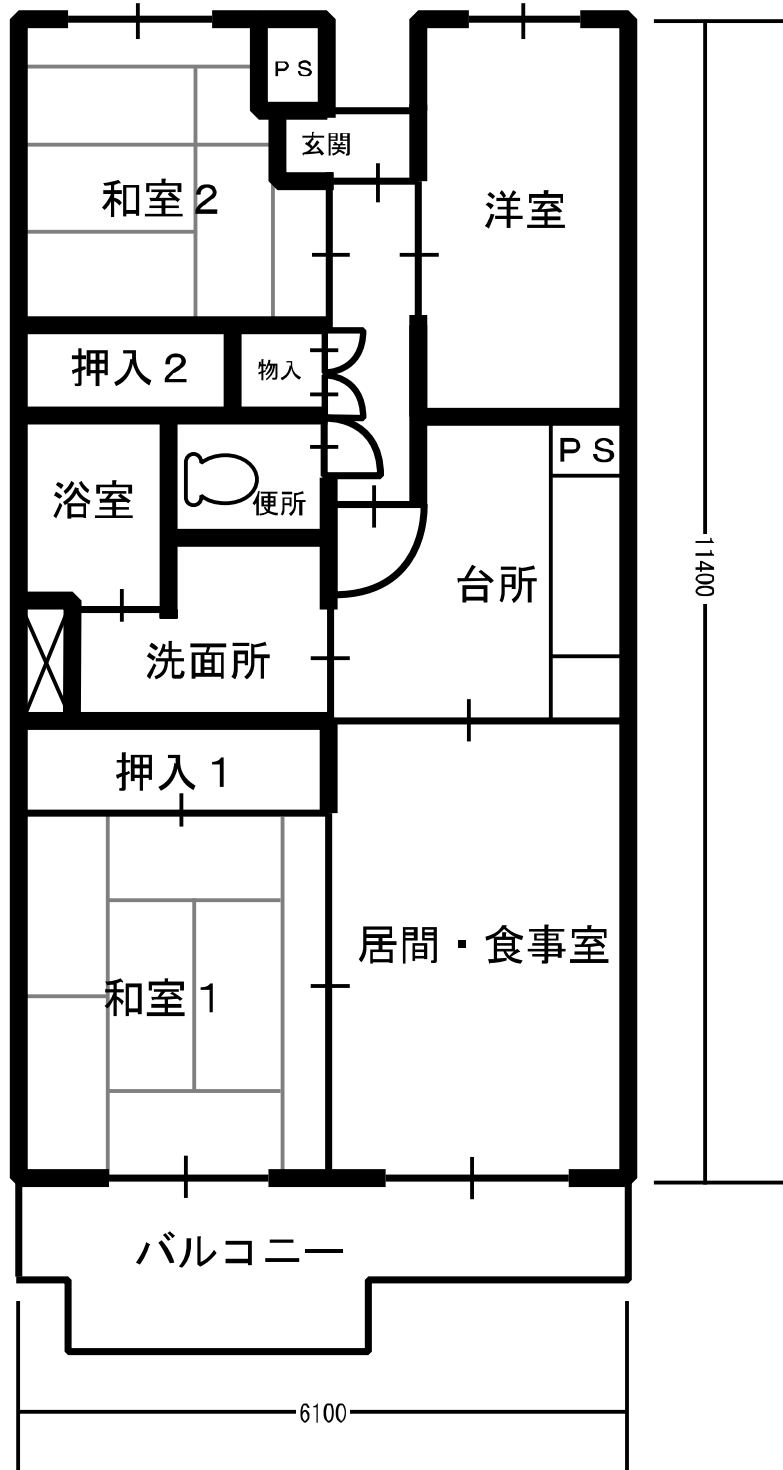 ＰＳ
玄関
和室２
洋室
押入２
物入
ＰＳ
浴室
便所
台所
11400
洗面所
押入１
居間・食事室
和室１
バルコニー
6100